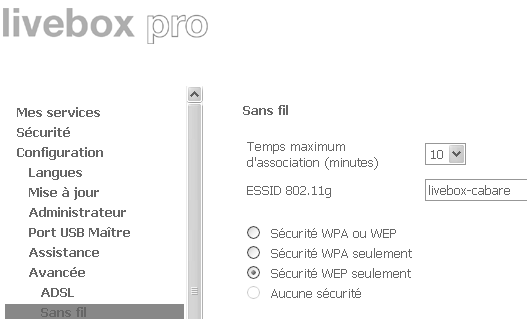 livebox pro
Mes services
Sécurité
Configuration
Langues
Mise à jour
Administrateur
Port USB Maître
Assistance
Avancée
ADSL
Sans fil
Sans fil
Temps maximum
d'association (minutes)
10
ESSID 802.11g
livebox-cabare
Sécurité WPA ou WEP
Sécurité WPA seulement
Sécurité WEP seulement
Aucune sécurité